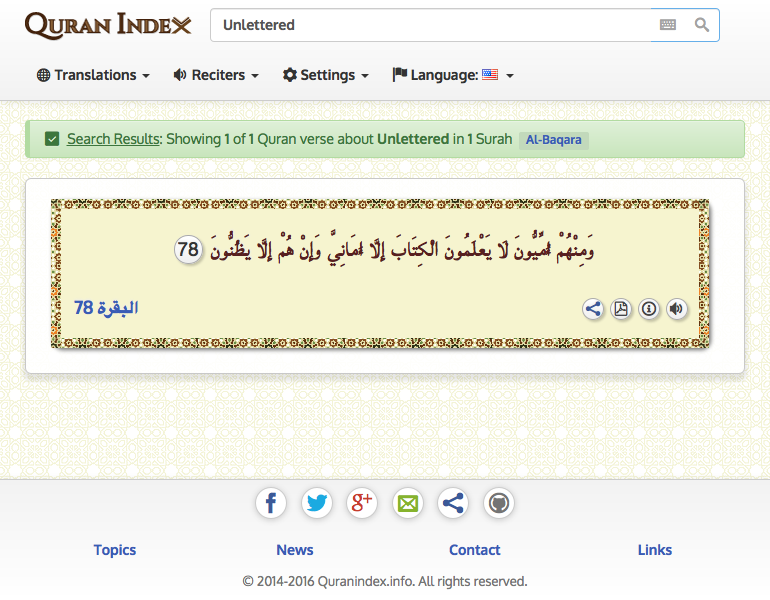 QURAN INDEX
Unlettered
Translations Reciters Settings Language:
Search Results: Showing 1 of 1 Quran verse about Unlettered in 1 Surah Al-Baqara
وَمِنْهُمْ أُمِّيُّونَ لَا يَعْلَمُونَ الْكِتَابَ إِلَّا أَمَانِيَّ وَإِنْ هُمْ إِلَّا يَظُنُّونَ 78
البقرة 78
Topics News Contact Links
© 2014-2016 Quranindex.info. All rights reserved.